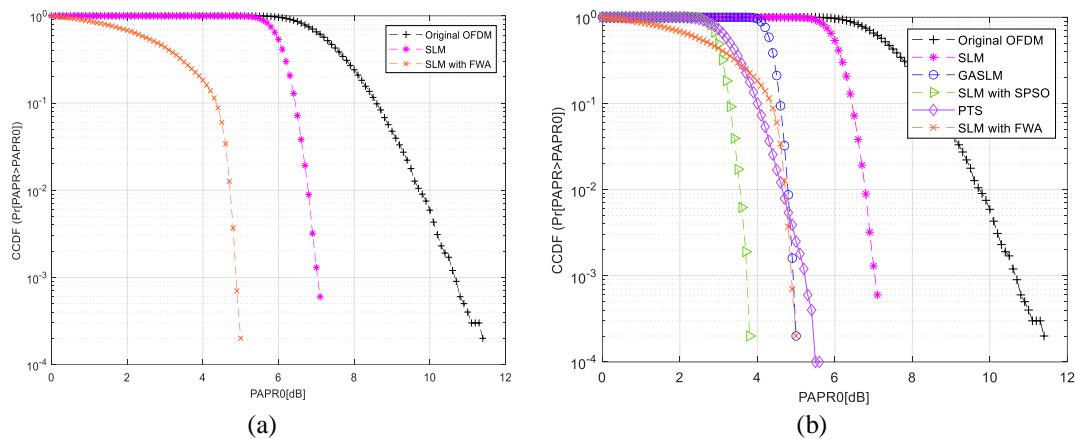 10^0
10^-1
10^-2
10^-3
10^-4
CCDF (Pr[PAPR>PAPR0])
0 2 4 6 8 10 12
PAPR0[dB]
Original OFDM
SLM
SLM with FWA
(a)
10^0
10^-1
10^-2
10^-3
10^-4
CCDF (Pr[PAPR>PAPR0])
0 2 4 6 8 10 12
PAPR0[dB]
Original OFDM
SLM
GASLM
SLM with SPSO
PTS
SLM with FWA
(b)